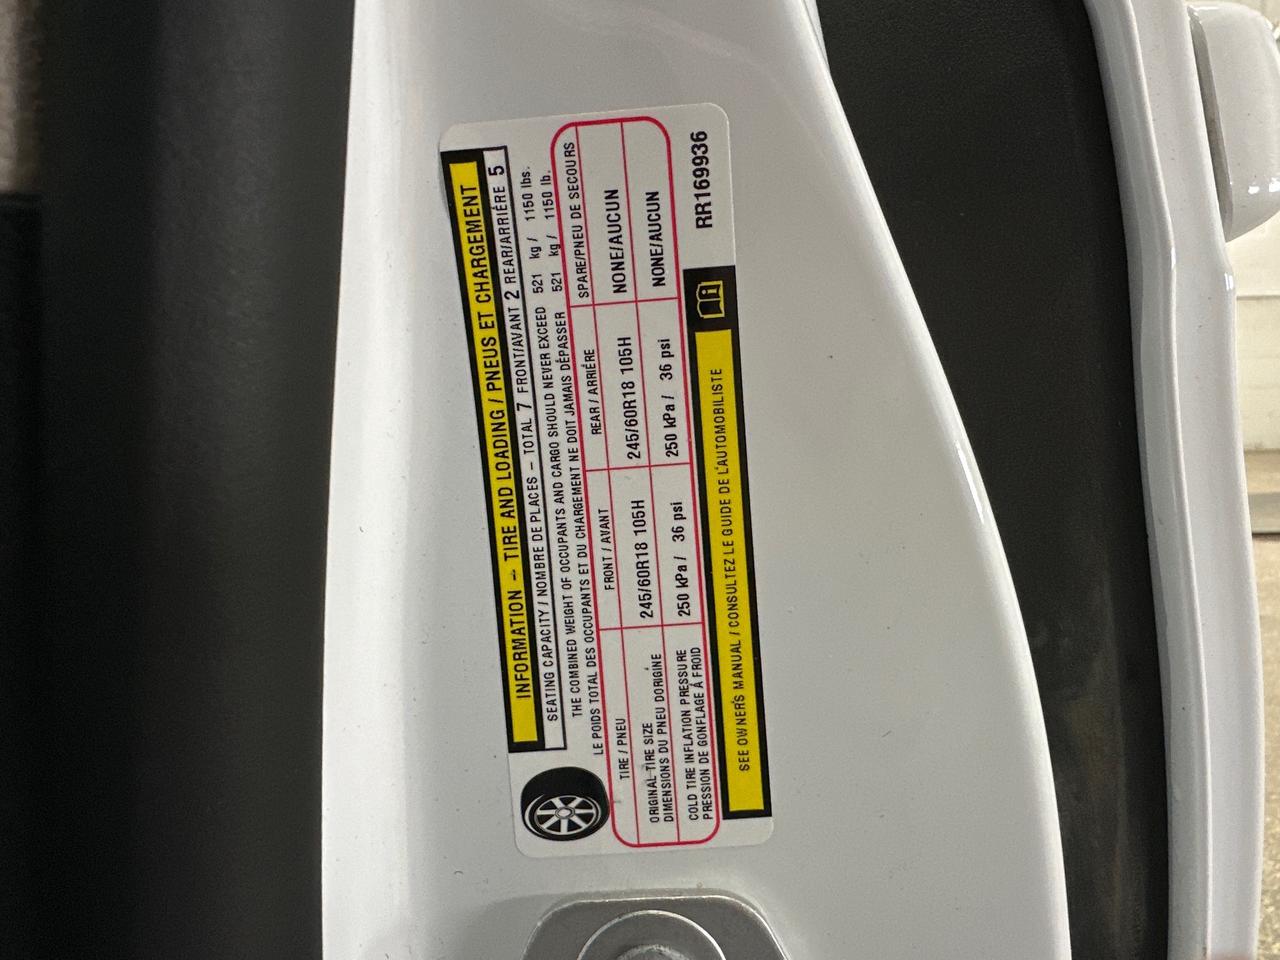 INFORMATION – TIRE AND LOADING / PNEUS ET CHARGEMENT
SEATING CAPACITY / NOMBRE DE PLACES – TOTAL 7 FRONT/AVANT 2 REAR/ARRIÈRE 5
THE COMBINED WEIGHT OF OCCUPANTS AND CARGO SHOULD NEVER EXCEED 521 kg / 1150 lbs.
LE POIDS TOTAL DES OCCUPANTS ET DU CHARGEMENT NE DOIT JAMAIS DÉPASSER 521 kg / 1150 lb.
TIRE / PNEU FRONT / AVANT REAR / ARRIÈRE SPARE/PNEU DE SECOURS
ORIGINAL TIRE SIZE
DIMENSIONS DU PNEU DORIGINE
245/60R18 105H 245/60R18 105H NONE/AUCUN
COLD TIRE INFLATION PRESSURE
PRESSION DE GONFLAGE À FROID
250 kPa / 36 psi 250 kPa / 36 psi NONE/AUCUN
SEE OWNER'S MANUAL / CONSULTEZ LE GUIDE DE L'AUTOMOBILISTE
RR169936